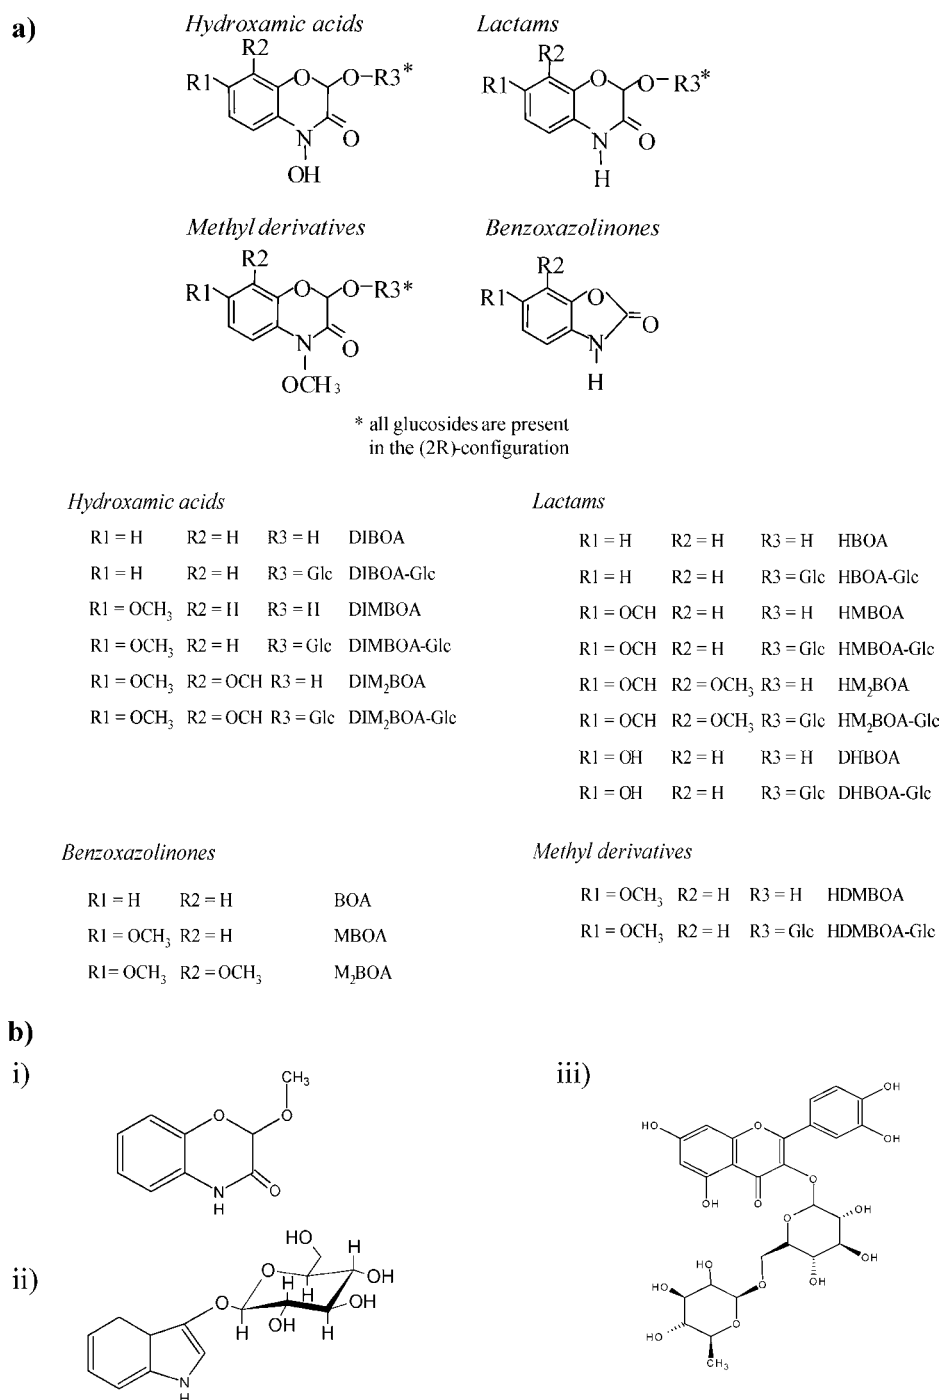 a)
Hydroxamic acids
Lactams
R2
R1
O
O–R3*
N
O
OH
R2
R1
O
O–R3*
N
O
H
Methyl derivatives
Benzoxazolinones
R2
R1
O
O–R3*
N
O
OCH3
R2
R1
O
O
N
H
* all glucosides are present
in the (2R)-configuration
Hydroxamic acids
R1 = H R2 = H R3 = H DIBOA
R1 = H R2 = H R3 = Glc DIBOA-Glc
R1 = OCH3 R2 = H R3 = H DIMBOA
R1 = OCH3 R2 = H R3 = Glc DIMBOA-Glc
R1 = OCH3 R2 = OCH R3 = H DIM2BOA
R1 = OCH3 R2 = OCH R3 = Glc DIM2BOA-Glc
Lactams
R1 = H R2 = H R3 = H HBOA
R1 = H R2 = H R3 = Glc HBOA-Glc
R1 = OCH R2 = H R3 = H HMBOA
R1 = OCH R2 = H R3 = Glc HMBOA-Glc
R1 = OCH R2 = OCH3 R3 = H HM2BOA
R1 = OCH R2 = OCH3 R3 = Glc HM2BOA-Glc
R1 = OH R2 = H R3 = H DHBOA
R1 = OH R2 = H R3 = Glc DHBOA-Glc
Benzoxazolinones
R1 = H R2 = H BOA
R1 = OCH3 R2 = H MBOA
R1= OCH3 R2 = OCH3 M2BOA
Methyl derivatives
R1 = OCH3 R2 = H R3 = H HDMBOA
R1 = OCH3 R2 = H R3 = Glc HDMBOA-Glc
b)
i)
CH3
O
O
N
H
O
ii)
HO
H
O
H
H
OH
O
H
OH
OH
H
H
N
H
iii)
OH
OH
HO
O
OH
O
O
O
OH
OH
OH
O
OH
HO
HO
O
CH3